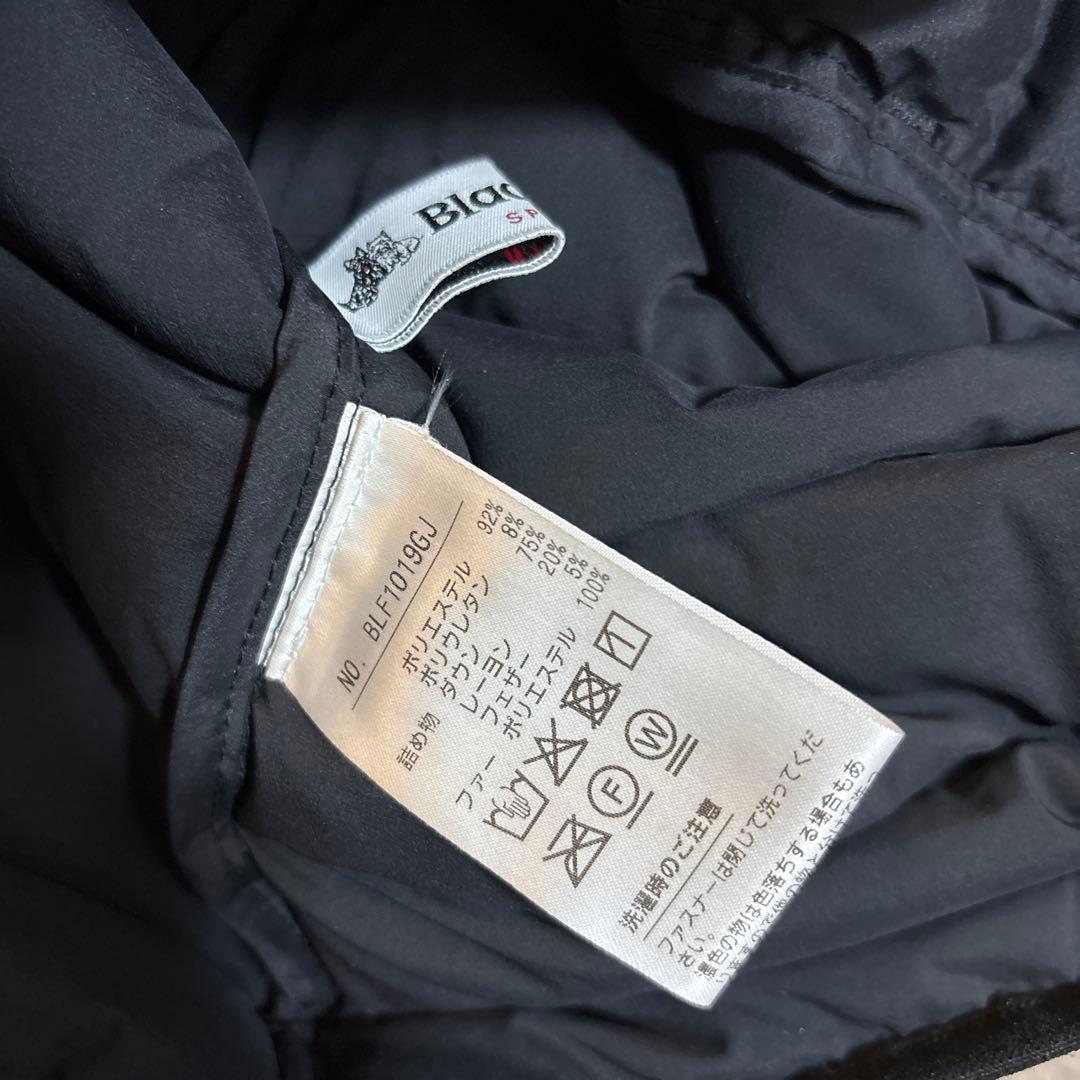 Blac
SP
NO. BLF1019GJ
ポリエステル 92%
ポリウレタン 8%
詰め物 ダウン 75%
レーヨン 20%
フェザー 5%
ファー ポリエステル 100%
W
F
洗濯時のご注意
ファスナーは閉じて洗ってくだ
さい。
濃色の物は色落ちする場合もあ